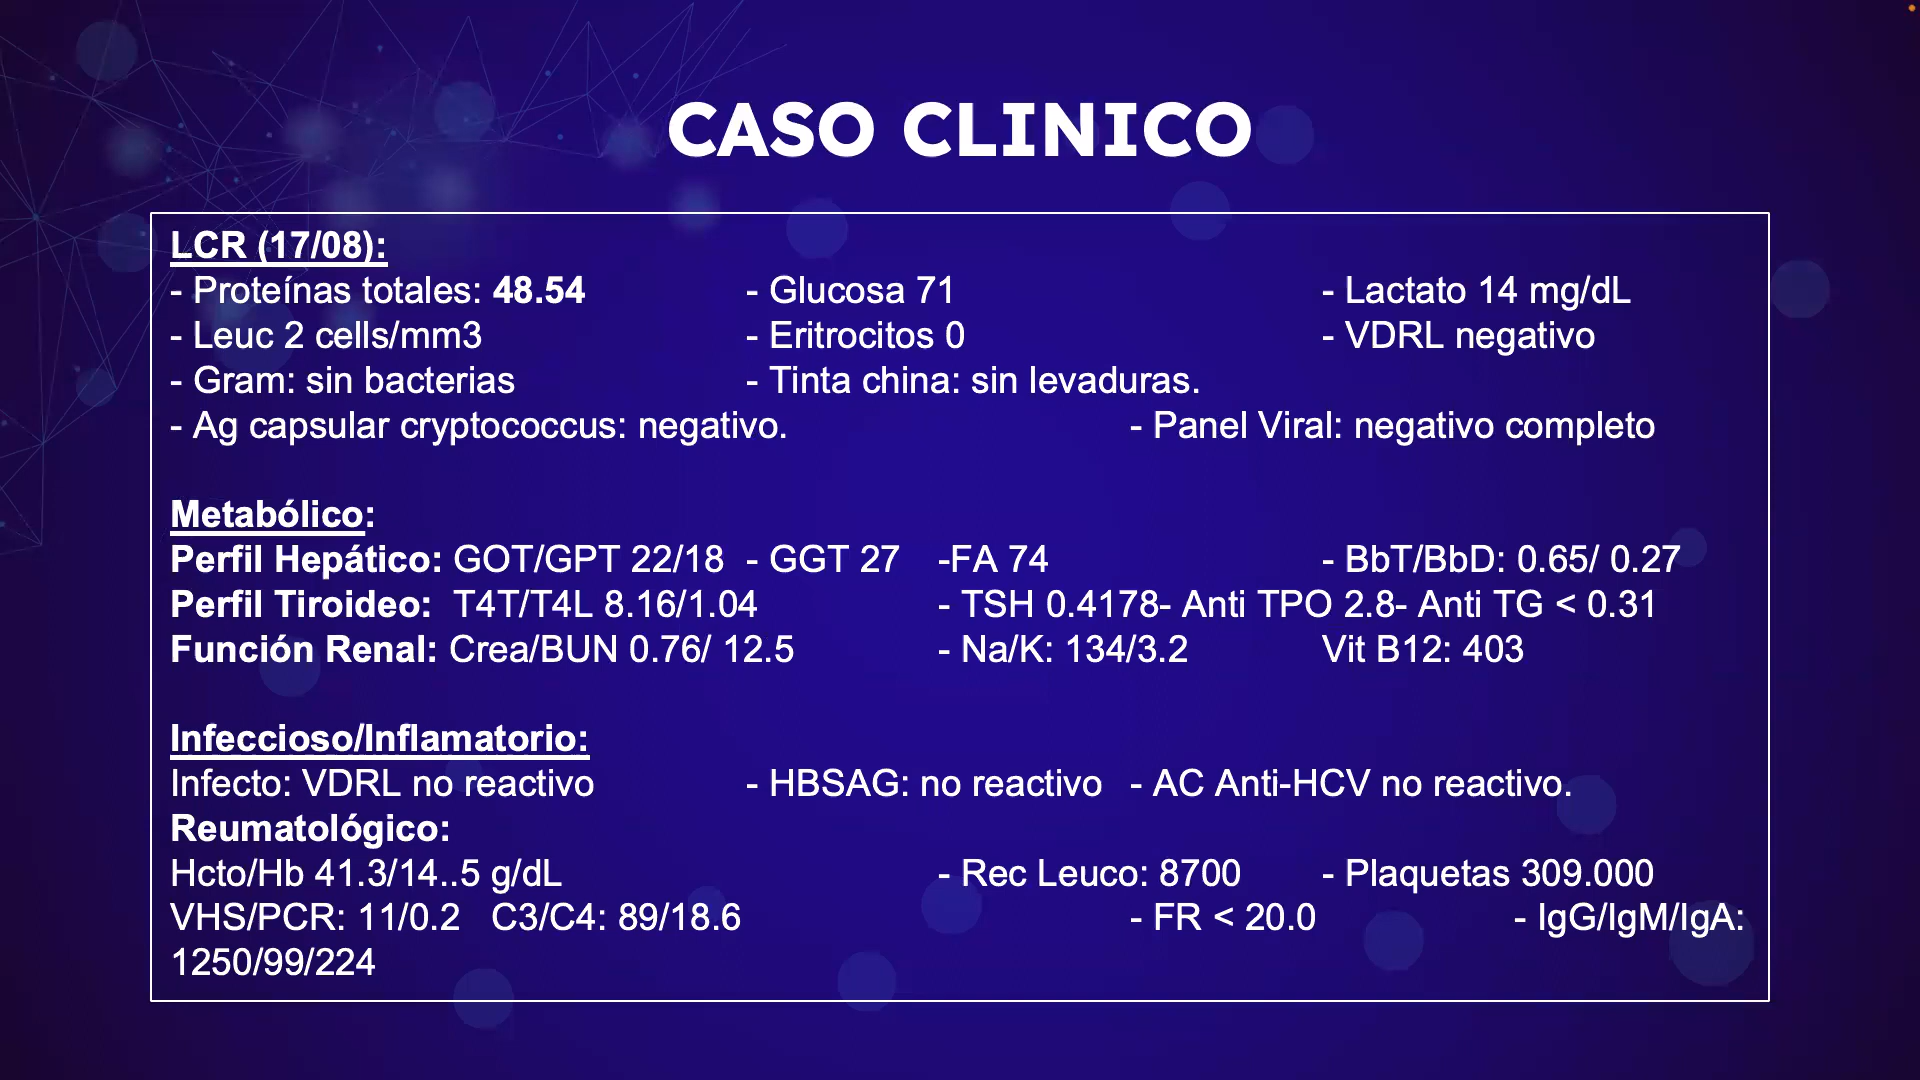 CASO CLINICO
LCR (17/08):
- Proteínas totales: 48.54 - Glucosa 71 - Lactato 14 mg/dL
- Leuc 2 cells/mm3 - Eritrocitos 0 - VDRL negativo
- Gram: sin bacterias - Tinta china: sin levaduras.
- Ag capsular cryptococcus: negativo. - Panel Viral: negativo completo
Metabólico:
Perfil Hepático: GOT/GPT 22/18 - GGT 27 -FA 74 - BbT/BbD: 0.65/ 0.27
Perfil Tiroideo: T4T/T4L 8.16/1.04 - TSH 0.4178- Anti TPO 2.8- Anti TG < 0.31
Función Renal: Crea/BUN 0.76/ 12.5 - Na/K: 134/3.2 Vit B12: 403
Infeccioso/Inflamatorio:
Infecto: VDRL no reactivo - HBSAG: no reactivo - AC Anti-HCV no reactivo.
Reumatológico:
Hcto/Hb 41.3/14..5 g/dL - Rec Leuco: 8700 - Plaquetas 309.000
VHS/PCR: 11/0.2 C3/C4: 89/18.6 - FR < 20.0 - IgG/IgM/IgA:
1250/99/224